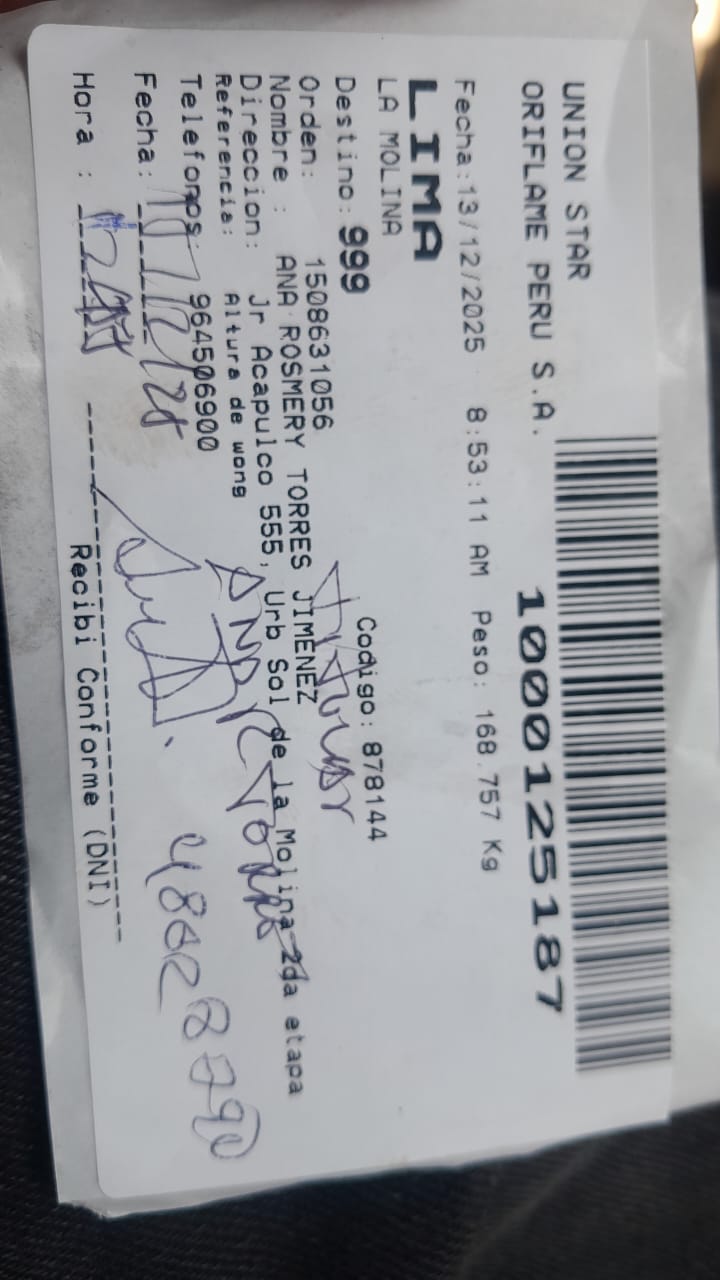 UNION STAR
ORIFLAME PERU S.A.
10001251​87
Fecha:13/12/2025 8:53:11 AM Peso: 168.757 Kg
LIMA
LA MOLINA
Destino: 999
Codigo: 878144
Orden: 1508631056
Nombre : ANA ROSMERY TORRES JIMENEZ
Direccion: Jr Acapulco 555, Urb Sol de la Molina 2da etapa
Referencia: Altura de wong
Telefonos: 964506900
Fecha:
Hora :
Recibi Conforme (DNI)